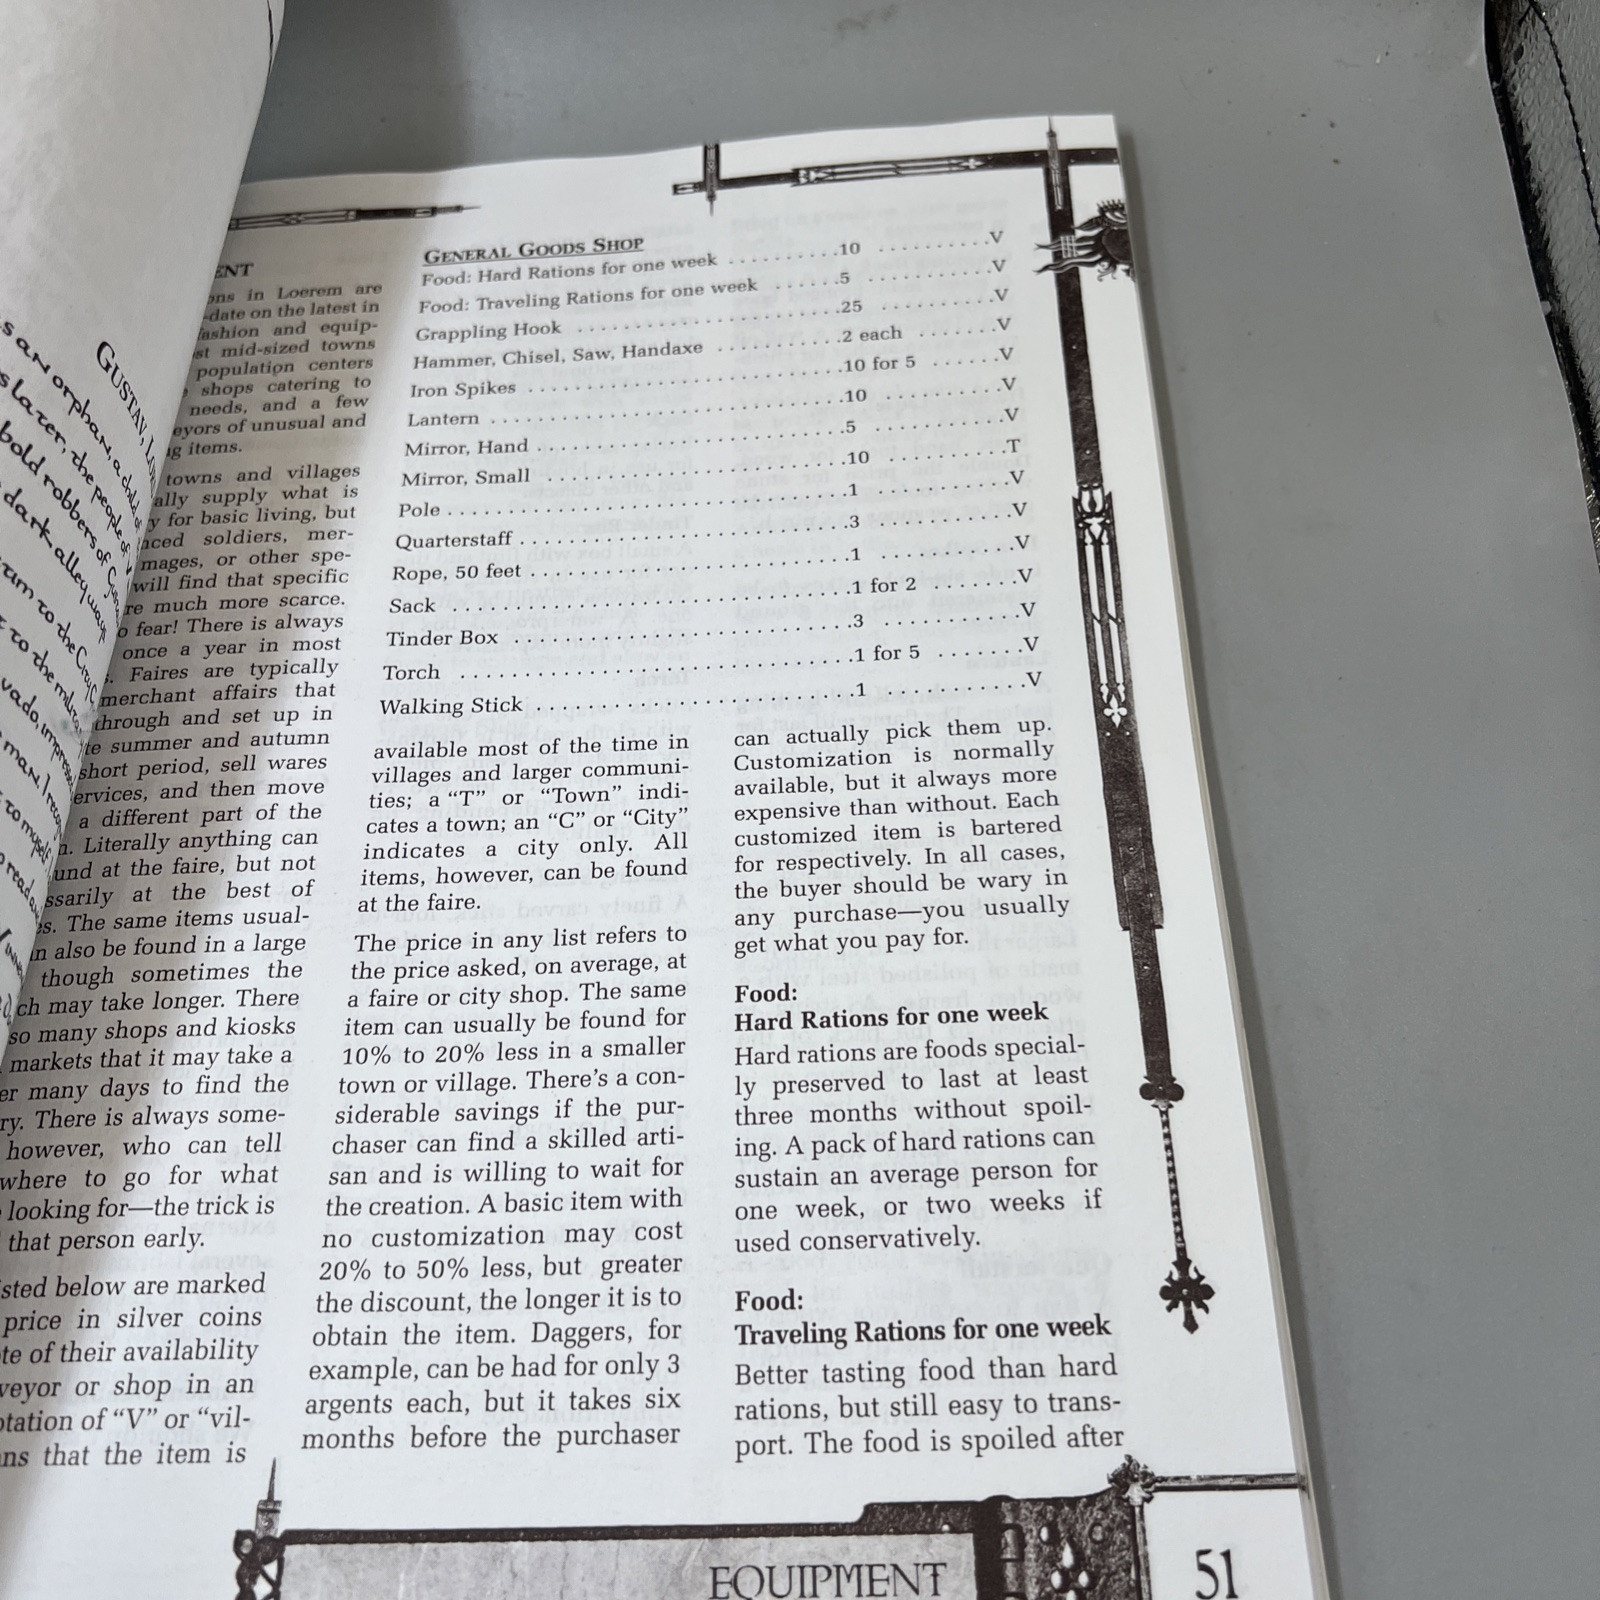 GUSTAV,
an orphan, a child of
later, the people of
bold robbers of
dark alleyways
to the City
to the
man, I
to myself
read
in Loerem are
on the latest in
and equip-
mid-sized towns
population centers
shops catering to
needs, and a few
of unusual and
items.
towns and villages
supply what is
for basic living, but
soldiers, mer-
mages, or other spe-
will find that specific
much more scarce.
fear! There is always
once a year in most
Faires are typically
merchant affairs that
through and set up in
summer and autumn
short period, sell wares
and then move
a different part of the
Literally anything can
at the faire, but not
at the best of
The same items usual-
also be found in a large
though sometimes the
may take longer. There
so many shops and kiosks
markets that it may take a
many days to find the
There is always some-
however, who can tell
where to go for what
looking for—the trick is
that person early.
below are marked
price in silver coins
of their availability
or shop in an
of “V” or “vil-
that the item is
GENERAL GOODS SHOP
Food: Hard Rations for one week . . . . . . . . . .10 . . . . . . . . . .V
Food: Traveling Rations for one week . . . . . .5 . . . . . . . . . .V
Grappling Hook . . . . . . . . . . . . . . . . . . . . . . . .25 . . . . . . . . . .V
Hammer, Chisel, Saw, Handaxe . . . . . . . . . . .2 each . . . . . . .V
Iron Spikes . . . . . . . . . . . . . . . . . . . . . . . . . . . .10 for 5 . . . . . .V
Lantern . . . . . . . . . . . . . . . . . . . . . . . . . . . . . . .10 . . . . . . . . . .V
Mirror, Hand . . . . . . . . . . . . . . . . . . . . . . . . . . .5 . . . . . . . . . .V
Mirror, Small . . . . . . . . . . . . . . . . . . . . . . . . . .10 . . . . . . . . . .T
Pole . . . . . . . . . . . . . . . . . . . . . . . . . . . . . . . . . .1 . . . . . . . . . .V
Quarterstaff . . . . . . . . . . . . . . . . . . . . . . . . . . . .3 . . . . . . . . . .V
Rope, 50 feet . . . . . . . . . . . . . . . . . . . . . . . . . . .1 . . . . . . . . . .V
Sack . . . . . . . . . . . . . . . . . . . . . . . . . . . . . . . . .1 for 2 . . . . . . .V
Tinder Box . . . . . . . . . . . . . . . . . . . . . . . . . . . .3 . . . . . . . . . .V
Torch . . . . . . . . . . . . . . . . . . . . . . . . . . . . . . . .1 for 5 . . . . . . .V
Walking Stick . . . . . . . . . . . . . . . . . . . . . . . . . .1 . . . . . . . . . .V
available most of the time in
villages and larger communi-
ties; a “T” or “Town” indi-
cates a town; an “C” or “City”
indicates a city only. All
items, however, can be found
at the faire.
The price in any list refers to
the price asked, on average, at
a faire or city shop. The same
item can usually be found for
10% to 20% less in a smaller
town or village. There’s a con-
siderable savings if the pur-
chaser can find a skilled arti-
san and is willing to wait for
the creation. A basic item with
no customization may cost
20% to 50% less, but greater
the discount, the longer it is to
obtain the item. Daggers, for
example, can be had for only 3
argents each, but it takes six
months before the purchaser
can actually pick them up.
Customization is normally
available, but it always more
expensive than without. Each
customized item is bartered
for respectively. In all cases,
the buyer should be wary in
any purchase—you usually
get what you pay for.
Food:
Hard Rations for one week
Hard rations are foods special-
ly preserved to last at least
three months without spoil-
ing. A pack of hard rations can
sustain an average person for
one week, or two weeks if
used conservatively.
Food:
Traveling Rations for one week
Better tasting food than hard
rations, but still easy to trans-
port. The food is spoiled after
EQUIPMENT
51